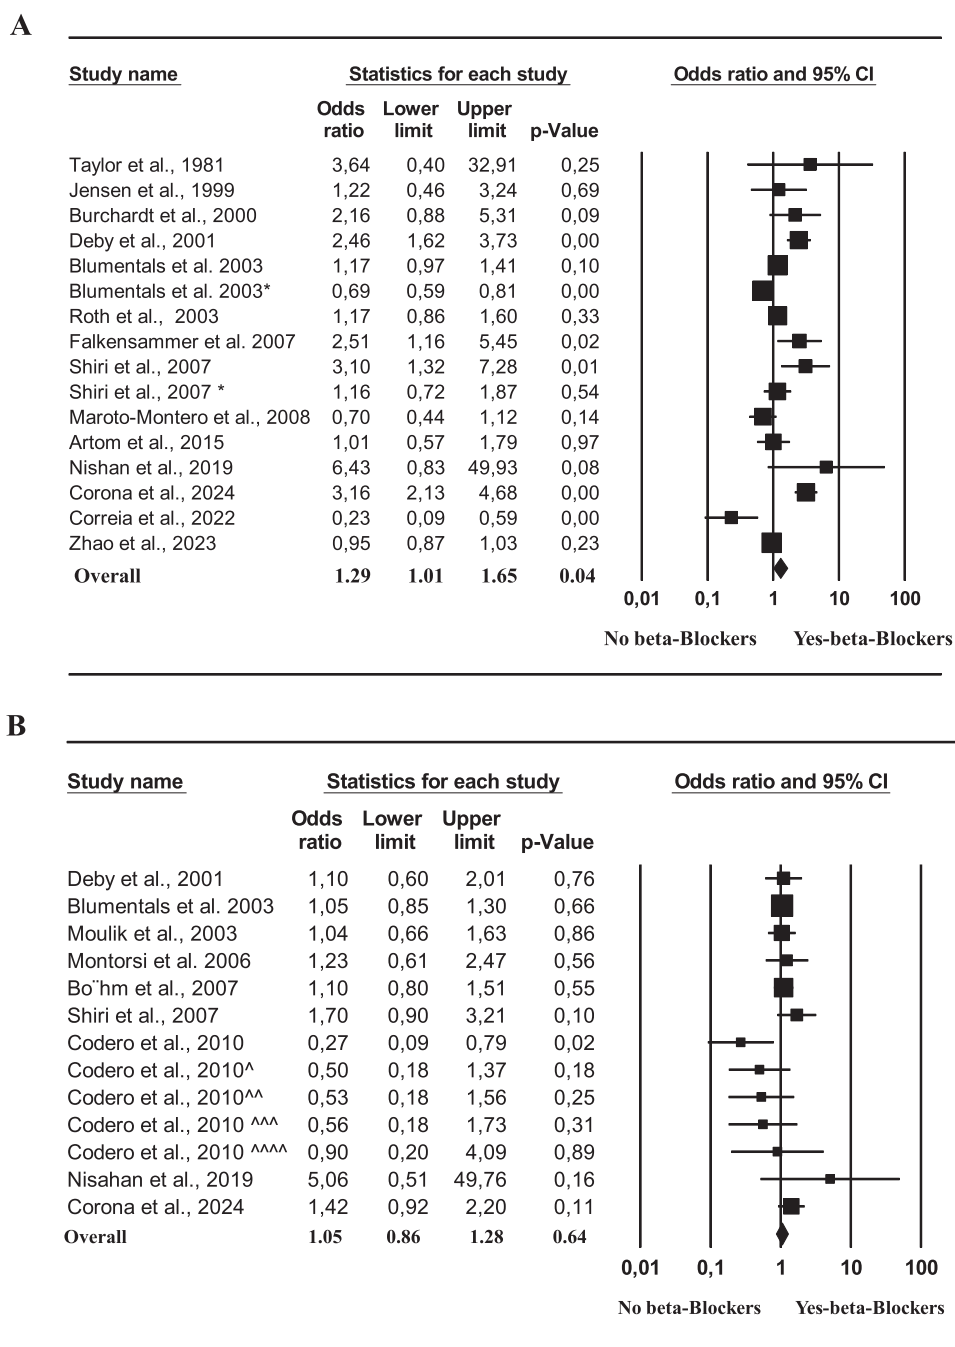 A
Study name Statistics for each study Odds ratio and 95% CI
Odds Lower Upper
ratio limit limit p-Value
Taylor et al., 1981 3,64 0,40 32,91 0,25
Jensen et al., 1999 1,22 0,46 3,24 0,69
Burchardt et al., 2000 2,16 0,88 5,31 0,09
Deby et al., 2001 2,46 1,62 3,73 0,00
Blumentals et al. 2003 1,17 0,97 1,41 0,10
Blumentals et al. 2003* 0,69 0,59 0,81 0,00
Roth et al., 2003 1,17 0,86 1,60 0,33
Falkensammer et al. 2007 2,51 1,16 5,45 0,02
Shiri et al., 2007 3,10 1,32 7,28 0,01
Shiri et al., 2007 * 1,16 0,72 1,87 0,54
Maroto-Montero et al., 2008 0,70 0,44 1,12 0,14
Artom et al., 2015 1,01 0,57 1,79 0,97
Nishan et al., 2019 6,43 0,83 49,93 0,08
Corona et al., 2024 3,16 2,13 4,68 0,00
Correia et al., 2022 0,23 0,09 0,59 0,00
Zhao et al., 2023 0,95 0,87 1,03 0,23
Overall 1.29 1.01 1.65 0.04
0,01 0,1 1 10 100
No beta-Blockers Yes-beta-Blockers
B
Study name Statistics for each study Odds ratio and 95% CI
Odds Lower Upper
ratio limit limit p-Value
Deby et al., 2001 1,10 0,60 2,01 0,76
Blumentals et al. 2003 1,05 0,85 1,30 0,66
Moulik et al., 2003 1,04 0,66 1,63 0,86
Montorsi et al. 2006 1,23 0,61 2,47 0,56
Bo¨hm et al., 2007 1,10 0,80 1,51 0,55
Shiri et al., 2007 1,70 0,90 3,21 0,10
Codero et al., 2010 0,27 0,09 0,79 0,02
Codero et al., 2010^ 0,50 0,18 1,37 0,18
Codero et al., 2010^^ 0,53 0,18 1,56 0,25
Codero et al., 2010 ^^^ 0,56 0,18 1,73 0,31
Codero et al., 2010 ^^^^ 0,90 0,20 4,09 0,89
Nisahan et al., 2019 5,06 0,51 49,76 0,16
Corona et al., 2024 1,42 0,92 2,20 0,11
Overall 1.05 0.86 1.28 0.64
0,01 0,1 1 10 100
No beta-Blockers Yes-beta-Blockers